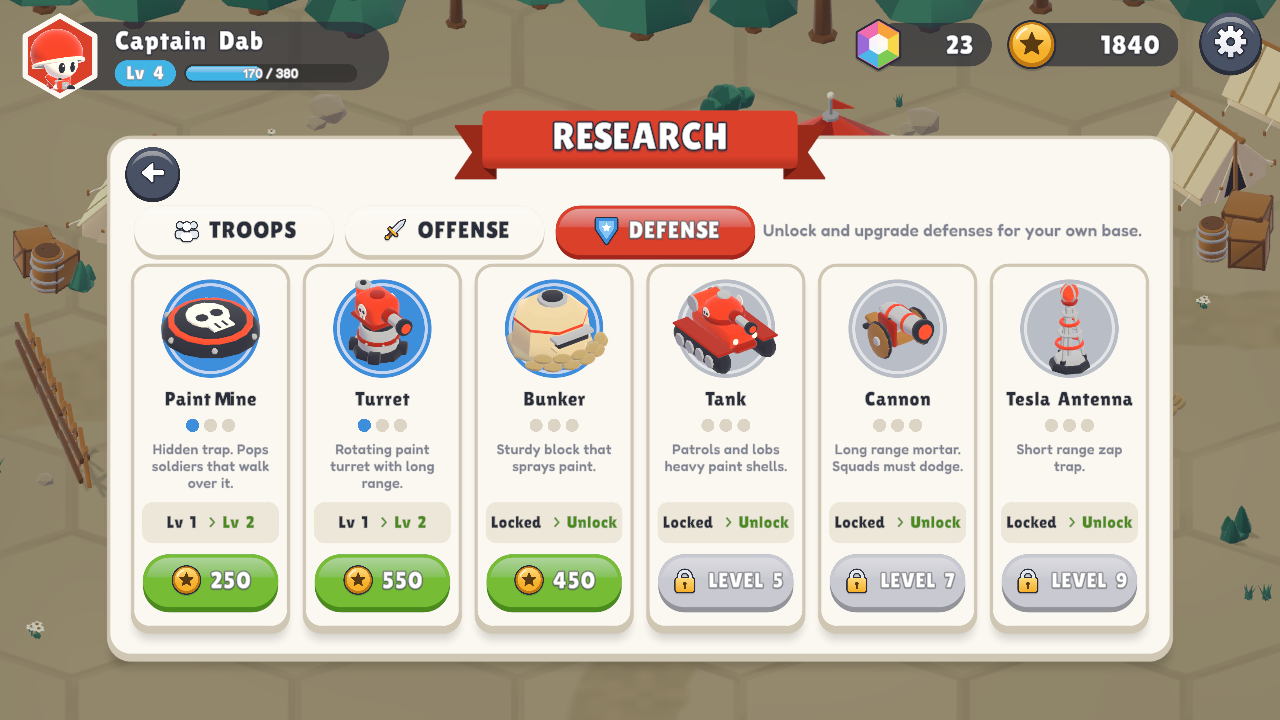 Captain Dab
Lv 4
170 / 380
23
1840
RESEARCH
TROOPS
OFFENSE
DEFENSE
Unlock and upgrade defenses for your own base.
Paint Mine
Hidden trap. Pops
soldiers that walk
over it.
Lv 1 > Lv 2
250
Turret
Rotating paint
turret with long
range.
Lv 1 > Lv 2
550
Bunker
Sturdy block that
sprays paint.
Locked > Unlock
450
Tank
Patrols and lobs
heavy paint shells.
Locked > Unlock
LEVEL 5
Cannon
Long range mortar.
Squads must dodge.
Locked > Unlock
LEVEL 7
Tesla Antenna
Short range zap
trap.
Locked > Unlock
LEVEL 9